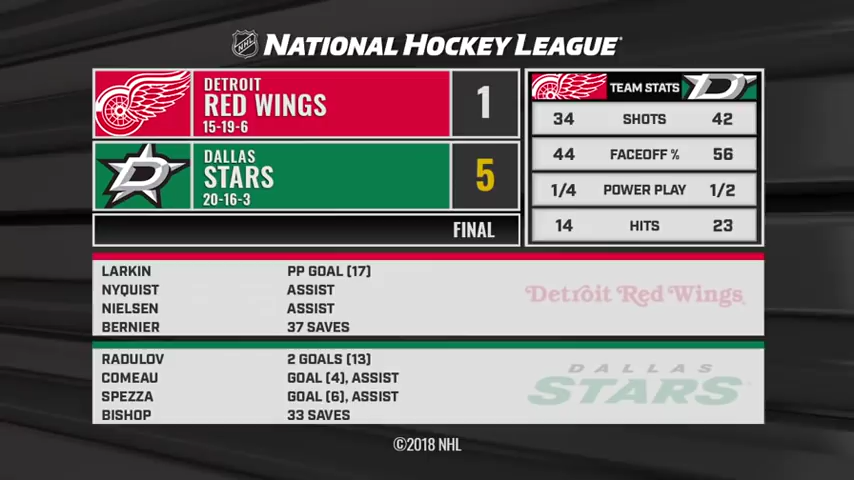 NHL NATIONAL HOCKEY LEAGUE
DETROIT
RED WINGS
15-19-6
1
DALLAS
STARS
20-16-3
5
FINAL
TEAM STATS
34 SHOTS 42
44 FACEOFF % 56
1/4 POWER PLAY 1/2
14 HITS 23
LARKIN PP GOAL (17)
NYQUIST ASSIST
NIELSEN ASSIST
BERNIER 37 SAVES
Detroit Red Wings
RADULOV 2 GOALS (13)
COMEAU GOAL (4), ASSIST
SPEZZA GOAL (6), ASSIST
BISHOP 33 SAVES
DALLAS
STARS
©2018 NHL